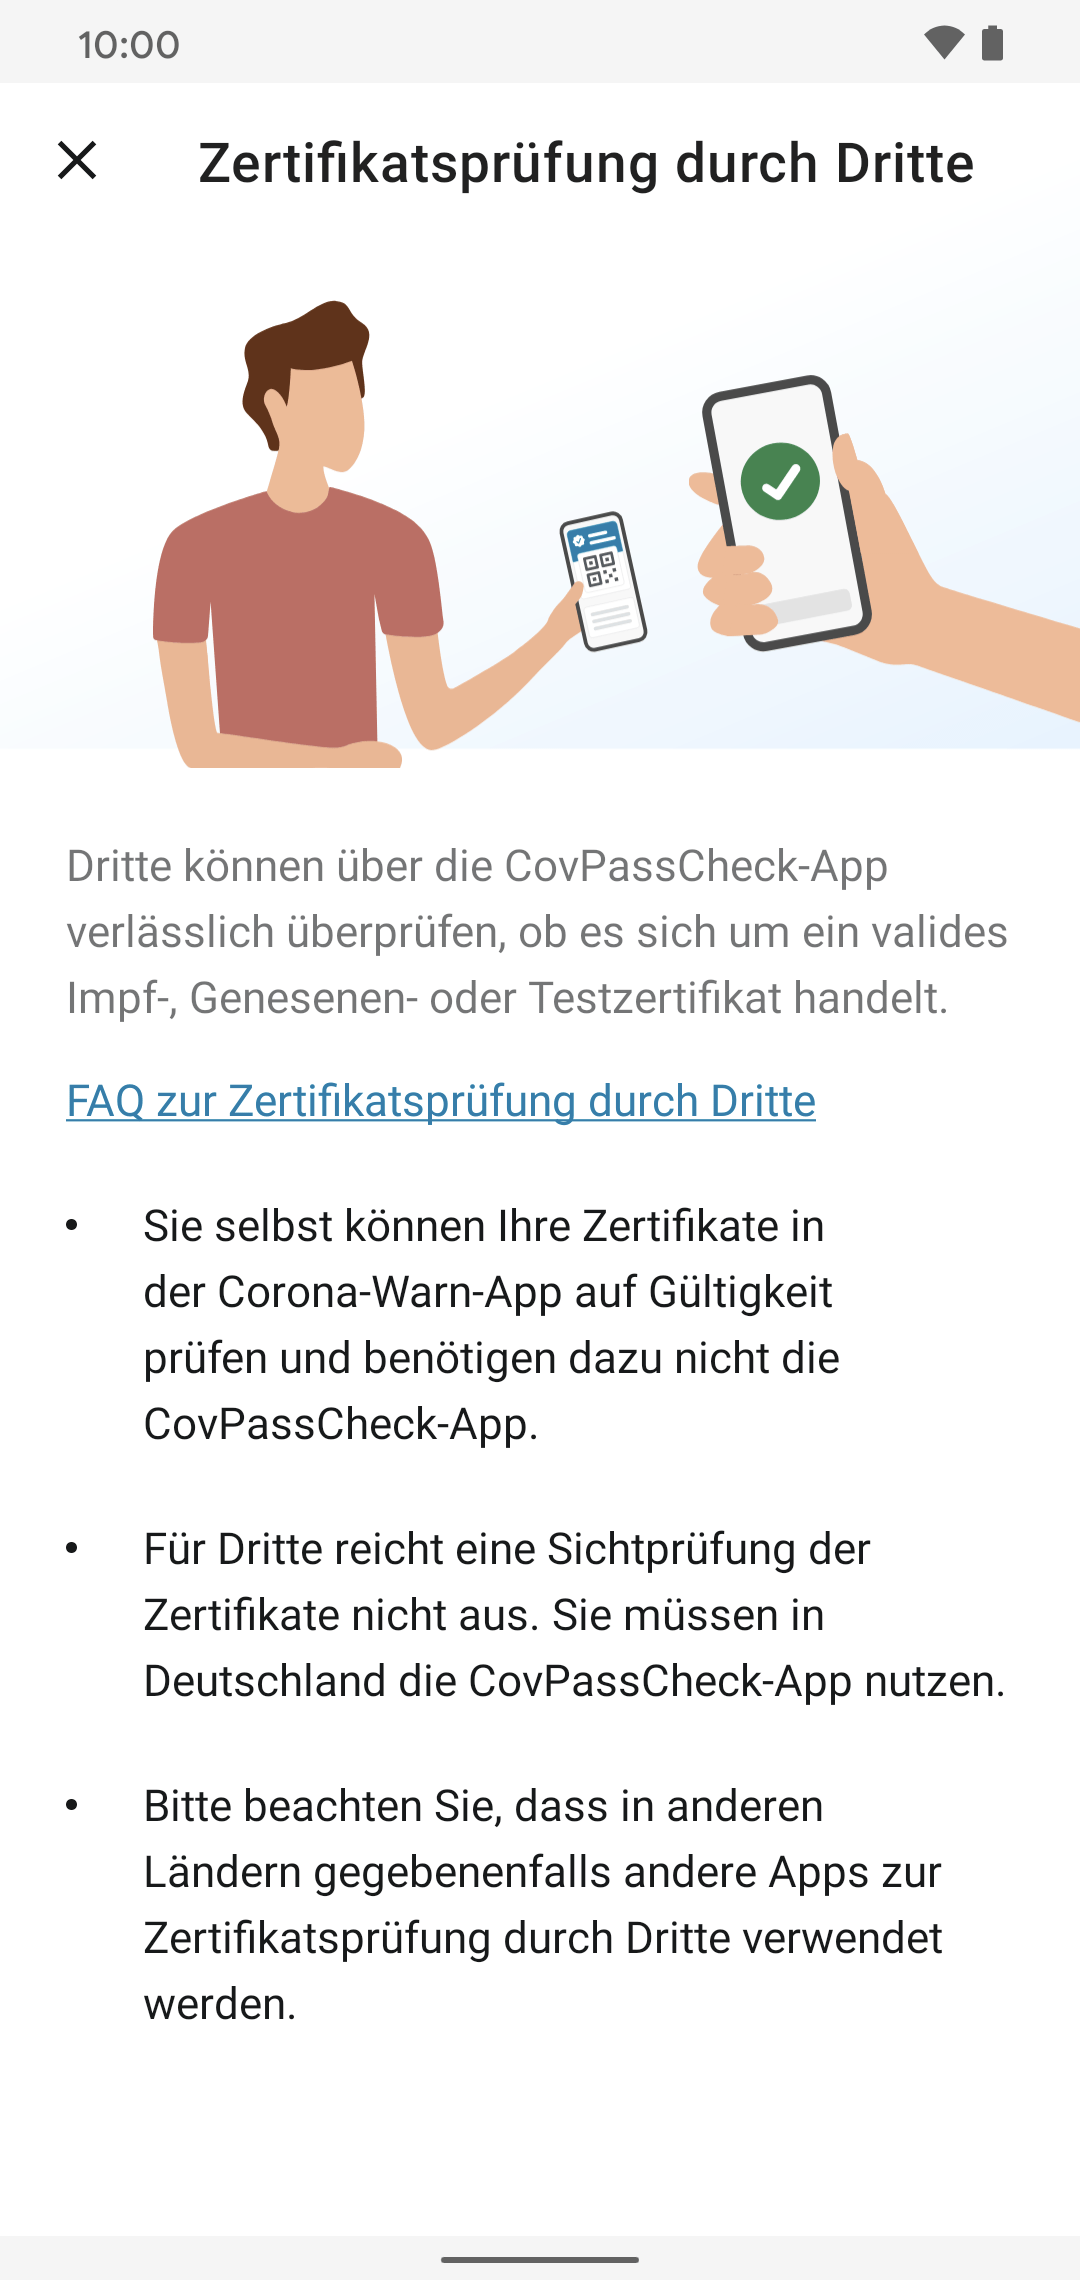 10:00
Zertifikatsprüfung durch Dritte
Dritte können über die CovPassCheck-App
verlässlich überprüfen, ob es sich um ein valides
Impf-, Genesenen- oder Testzertifikat handelt.
FAQ zur Zertifikatsprüfung durch Dritte
• Sie selbst können Ihre Zertifikate in
der Corona-Warn-App auf Gültigkeit
prüfen und benötigen dazu nicht die
CovPassCheck-App.
• Für Dritte reicht eine Sichtprüfung der
Zertifikate nicht aus. Sie müssen in
Deutschland die CovPassCheck-App nutzen.
• Bitte beachten Sie, dass in anderen
Ländern gegebenenfalls andere Apps zur
Zertifikatsprüfung durch Dritte verwendet
werden.